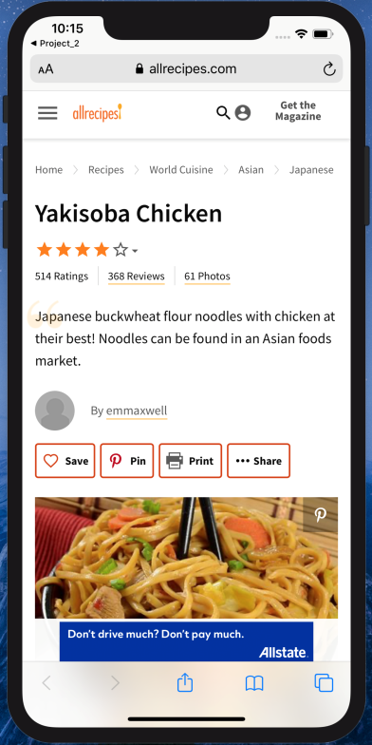 10:15
◀ Project_2
AA allrecipes.com
allrecipes!
Get the
Magazine
Home > Recipes > World Cuisine > Asian > Japanese
Yakisoba Chicken
514 Ratings 368 Reviews 61 Photos
Japanese buckwheat flour noodles with chicken at
their best! Noodles can be found in an Asian foods
market.
By emmaxwell
Save Pin Print ••• Share
Don't drive much? Don't pay much.
Allstate.